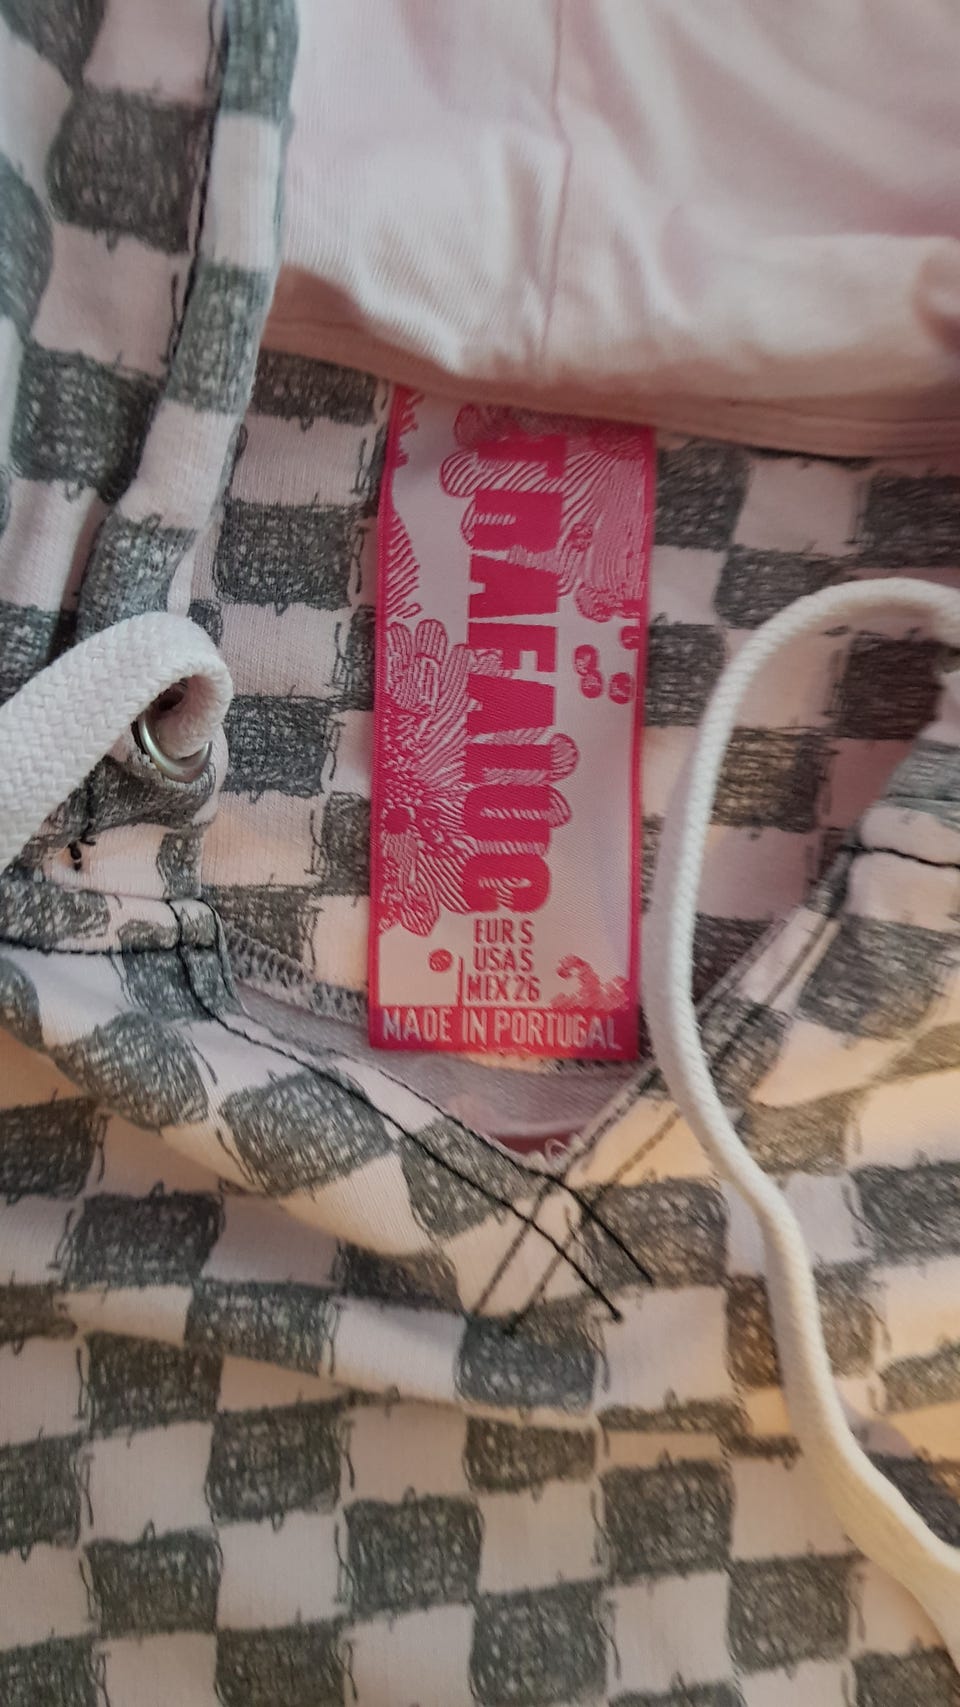 TRAFALUC
EUR S
USA S
MEX 26
MADE IN PORTUGAL